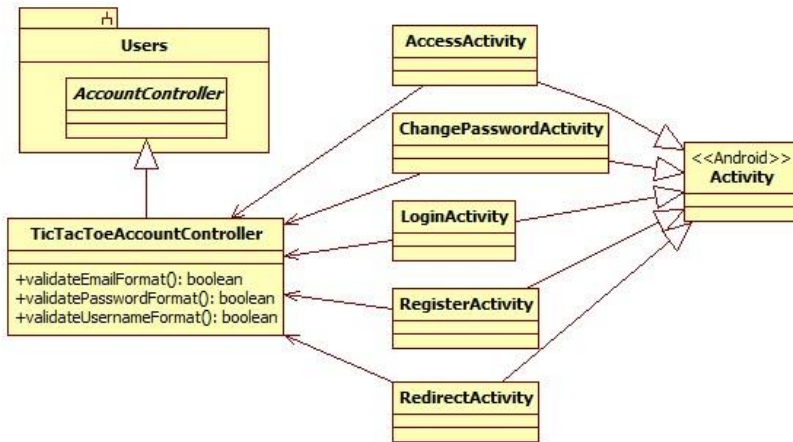 Users
AccountController
TicTacToeAccountController
+validateEmailFormat(): boolean
+validatePasswordFormat(): boolean
+validateUsernameFormat(): boolean
AccessActivity
ChangePasswordActivity
LoginActivity
RegisterActivity
RedirectActivity
<<Android>>
Activity